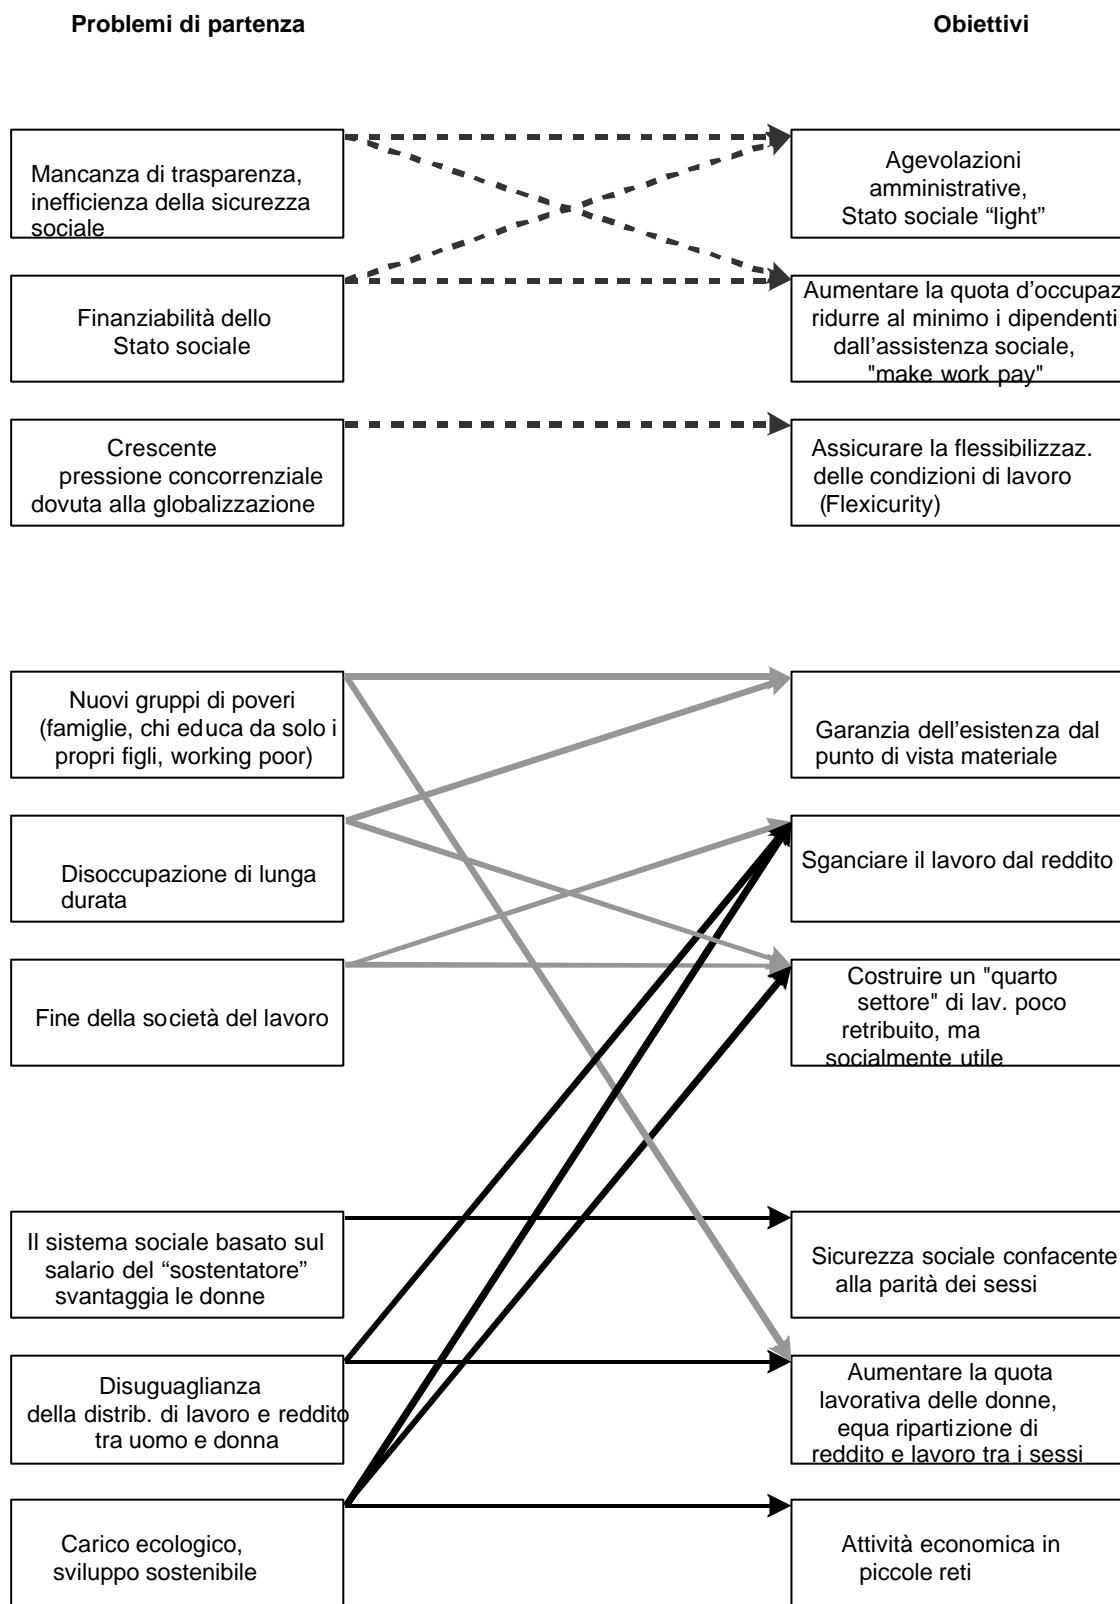 Problemi di partenza
Obiettivi
Mancanza di trasparenza,
inefficienza della sicurezza
sociale
Agevolazioni
amministrative,
Stato sociale “light”
Finanziabilità dello
Stato sociale
Aumentare la quota d’occupaz
ridurre al minimo i dipendenti
dall’assistenza sociale,
"make work pay"
Crescente
pressione concorrenziale
dovuta alla globalizzazione
Assicurare la flessibilizzaz.
delle condizioni di lavoro
(Flexicurity)
Nuovi gruppi di poveri
(famiglie, chi educa da solo i
propri figli, working poor)
Garanzia dell’esistenza dal
punto di vista materiale
Disoccupazione di lunga
durata
Sganciare il lavoro dal reddito
Fine della società del lavoro
Costruire un "quarto
settore" di lav. poco
retribuito, ma
socialmente utile
Il sistema sociale basato sul
salario del “sostentatore”
svantaggia le donne
Sicurezza sociale confacente
alla parità dei sessi
Disuguaglianza
della distrib. di lavoro e reddito
tra uomo e donna
Aumentare la quota
lavorativa delle donne,
equa ripartizione di
reddito e lavoro tra i sessi
Carico ecologico,
sviluppo sostenibile
Attività economica in
piccole reti